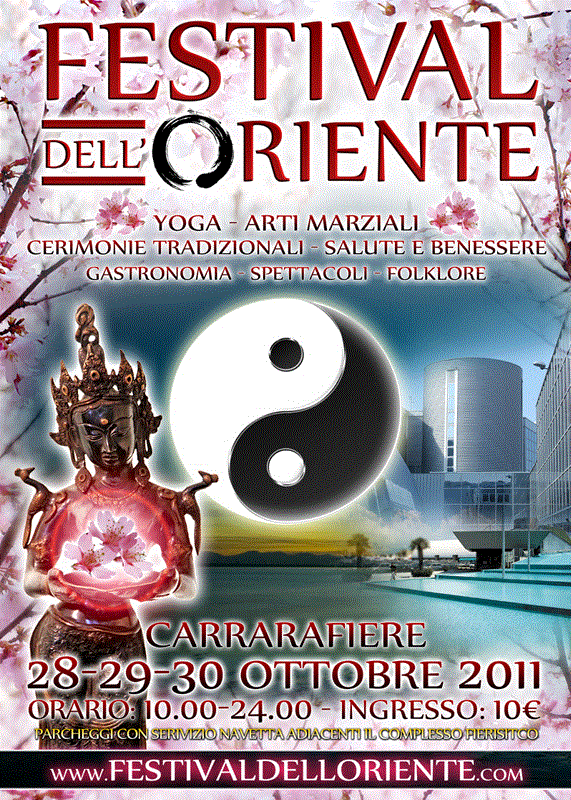 FESTIVAL
DELL'ORIENTE
YOGA - ARTI MARZIALI
CERIMONIE TRADIZIONALI - SALUTE E BENESSERE
GASTRONOMIA - SPETTACOLI - FOLKLORE
CARRARAFIERE
28-29-30 OTTOBRE 2011
ORARIO: 10.00-24.00 - INGRESSO: 10€
PARCHEGGI CON SERIVIZIO NAVETTA ADIACENTI IL COMPLESSO FIERISITCO
WWW.FESTIVALDELLORIENTE.COM